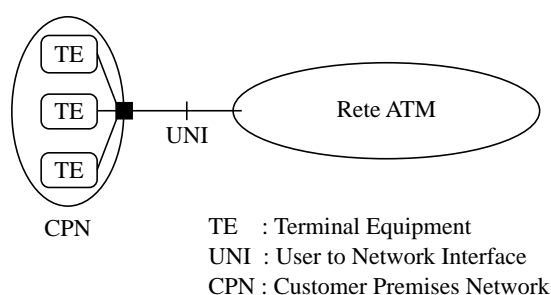 TE
TE
TE
UNI
Rete ATM
CPN
TE : Terminal Equipment
UNI : User to Network Interface
CPN : Customer Premises Network